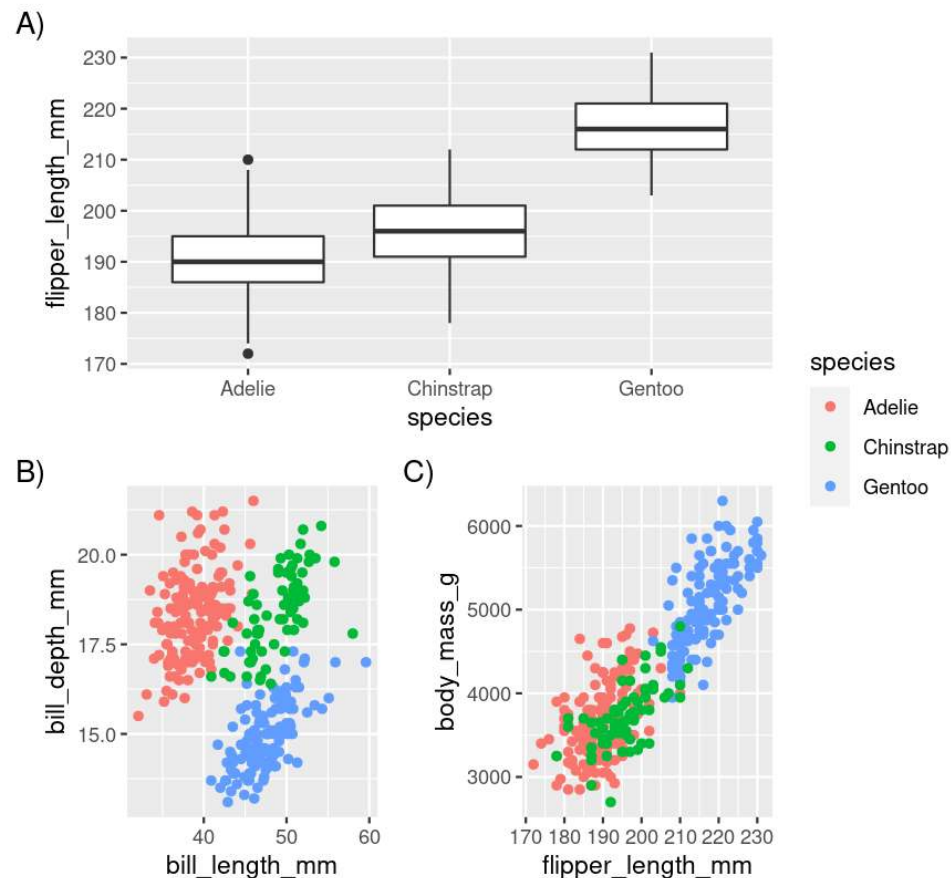 A)
flipper_length_mm
230
220
210
200
190
180
170
Adelie Chinstrap Gentoo
species
species
Adelie
Chinstrap
Gentoo
B)
bill_depth_mm
20.0
17.5
15.0
40 50 60
bill_length_mm
C)
body_mass_g
6000
5000
4000
3000
170 180 190 200 210 220 230
flipper_length_mm